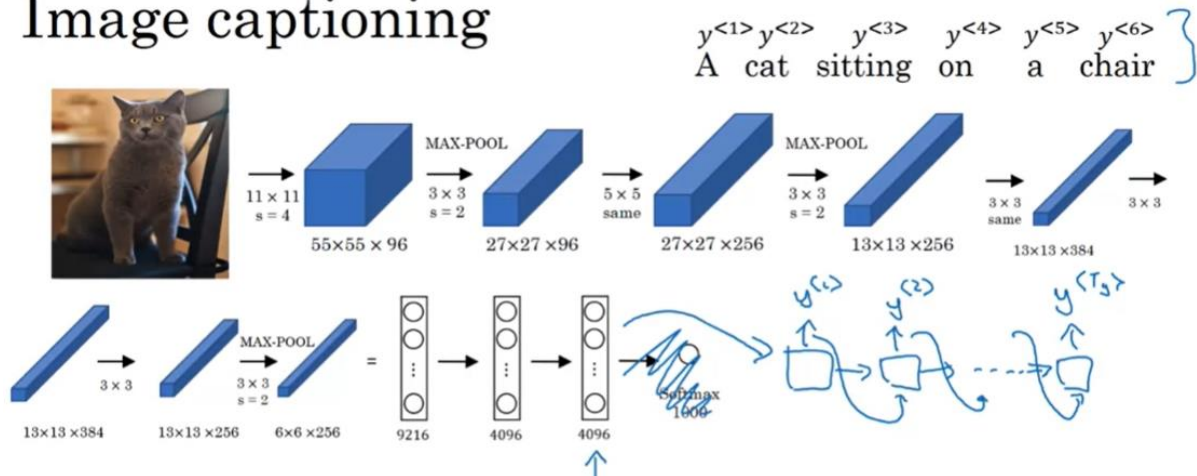 Image captioning
y<1> y<2> y<3> y<4> y<5> y<6>
A cat sitting on a chair
11 × 11
s = 4
55×55 × 96
MAX-POOL
3 × 3
s = 2
27×27 ×96
5 × 5
same
27×27 ×256
MAX-POOL
3 × 3
s = 2
13×13 ×256
3 × 3
same
13×13 ×384
3 × 3
13×13 ×384
3 × 3
13×13 ×256
MAX-POOL
3 × 3
s = 2
6×6 ×256
=
9216
4096
4096
Softmax
1000
y<1> y<2> y<Ty>